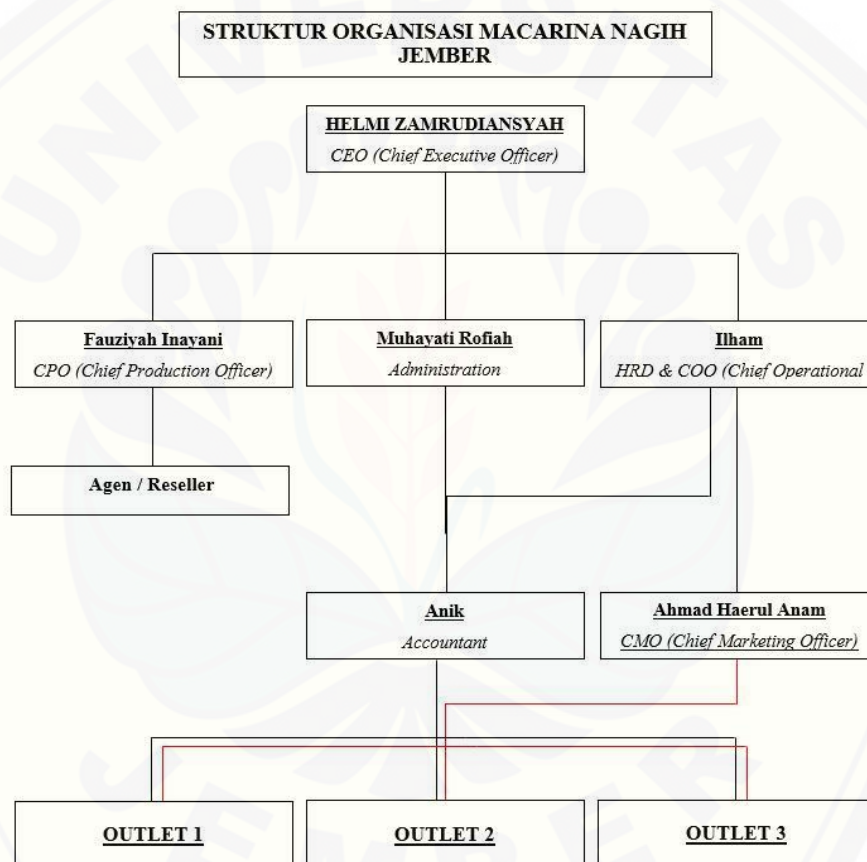 STRUKTUR ORGANISASI MACARINA NAGIH
JEMBER
HELMI ZAMRUDIANSYAH
CEO (Chief Executive Officer)
Fauziyah Inayani
CPO (Chief Production Officer)
Muhayati Rofiah
Administration
Ilham
HRD & COO (Chief Operational
Agen / Reseller
Anik
Accountant
Ahmad Haerul Anam
CMO (Chief Marketing Officer)
OUTLET 1
OUTLET 2
OUTLET 3
UNIVERSITAS
JEMBER